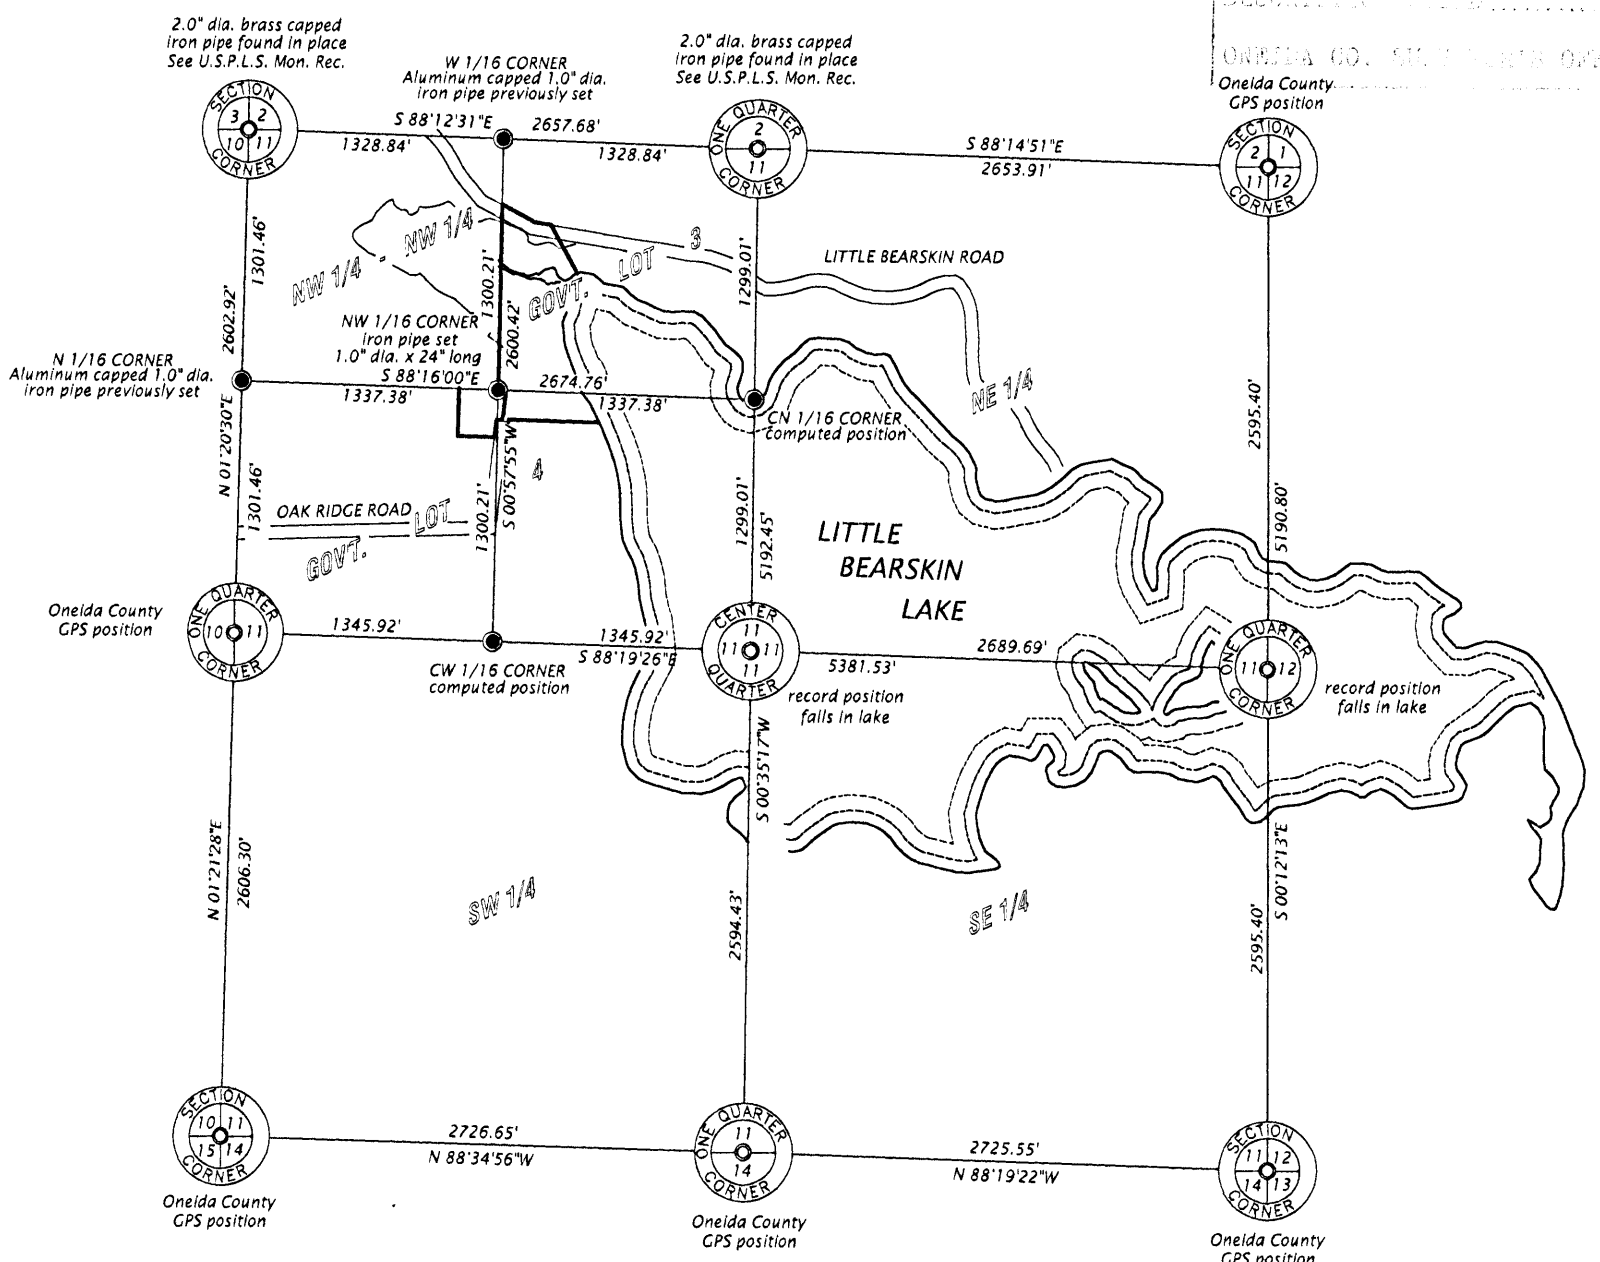 2.0" dia. brass capped
iron pipe found in place
See U.S.P.L.S. Mon. Rec.
W 1/16 CORNER
Aluminum capped 1.0" dia.
iron pipe previously set
2.0" dia. brass capped
iron pipe found in place
See U.S.P.L.S. Mon. Rec.
ONEIDA CO.
Oneida County
GPS position
SECTION
3 2
10 11
CORNER
S 88°12'31"E
2657.68'
1328.84'
1328.84'
ONE QUARTER
2
11
CORNER
S 88°14'51"E
2653.91'
SECTION
2 1
11 12
CORNER
NW 1/4 - NW 1/4
1301.46'
2602.92'
1300.21'
2600.42'
GOVT. LOT 3
1299.01'
LITTLE BEARSKIN ROAD
NW 1/16 CORNER
iron pipe set
1.0" dia. x 24" long
N 1/16 CORNER
Aluminum capped 1.0" dia.
iron pipe previously set
S 88°16'00"E
2674.76'
1337.38'
1337.38'
NE 1/4
2595.40'
CN 1/16 CORNER
computed position
N 01°20'30"E
1301.46'
S 00°57'55"W
1300.21'
4
OAK RIDGE ROAD
GOVT. LOT
1299.01'
5192.45'
5190.80'
LITTLE
BEARSKIN
LAKE
Oneida County
GPS position
ONE QUARTER
10 11
CORNER
1345.92'
1345.92'
S 88°19'26"E
CW 1/16 CORNER
computed position
CENTER
11
11 11
11
QUARTER
2689.69'
5381.53'
record position
falls in lake
ONE QUARTER
11 12
CORNER
record position
falls in lake
S 00°35'17"W
N 01°21'28"E
2606.30'
SW 1/4
2594.43'
SE 1/4
S 00°12'13"E
2595.40'
SECTION
10 11
15 14
CORNER
2726.65'
N 88°34'56"W
ONE QUARTER
11
14
CORNER
2725.55'
N 88°19'22"W
SECTION
11 12
14 13
CORNER
Oneida County
GPS position
Oneida County
GPS position
Oneida County
GPS position